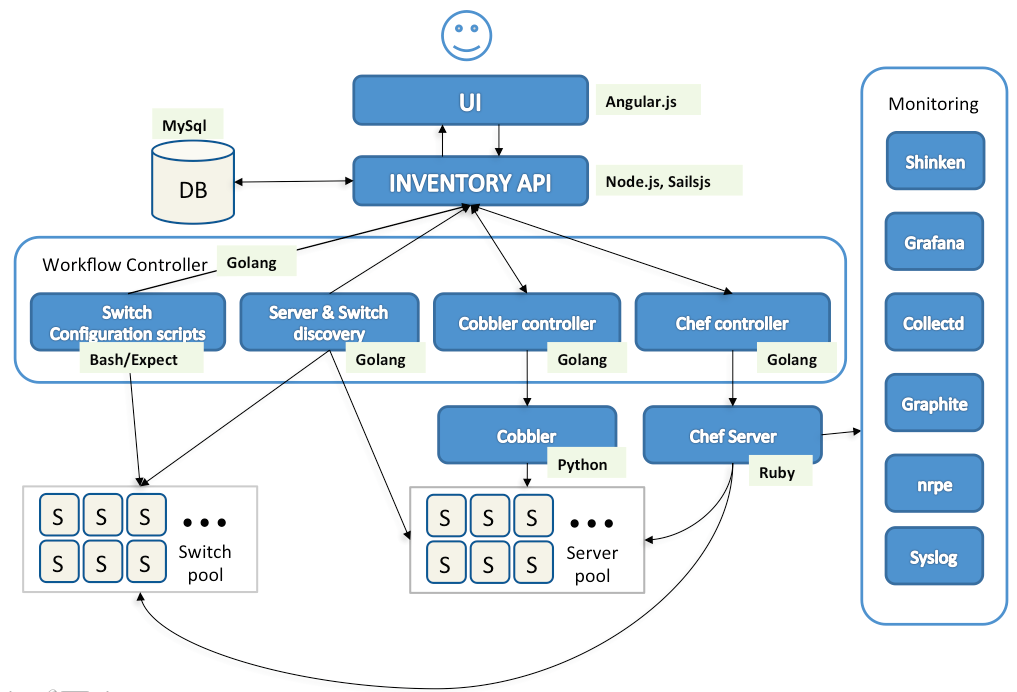 UI
Angular.js
MySql
DB
INVENTORY API
Node.js, Sailsjs
Workflow Controller
Golang
Switch
Configuration scripts
Bash/Expect
Server & Switch
discovery
Golang
Cobbler controller
Golang
Chef controller
Golang
Cobbler
Python
Chef Server
Ruby
S S S
S S S
Switch
pool
S S S
S S S
Server
pool
Monitoring
Shinken
Grafana
Collectd
Graphite
nrpe
Syslog